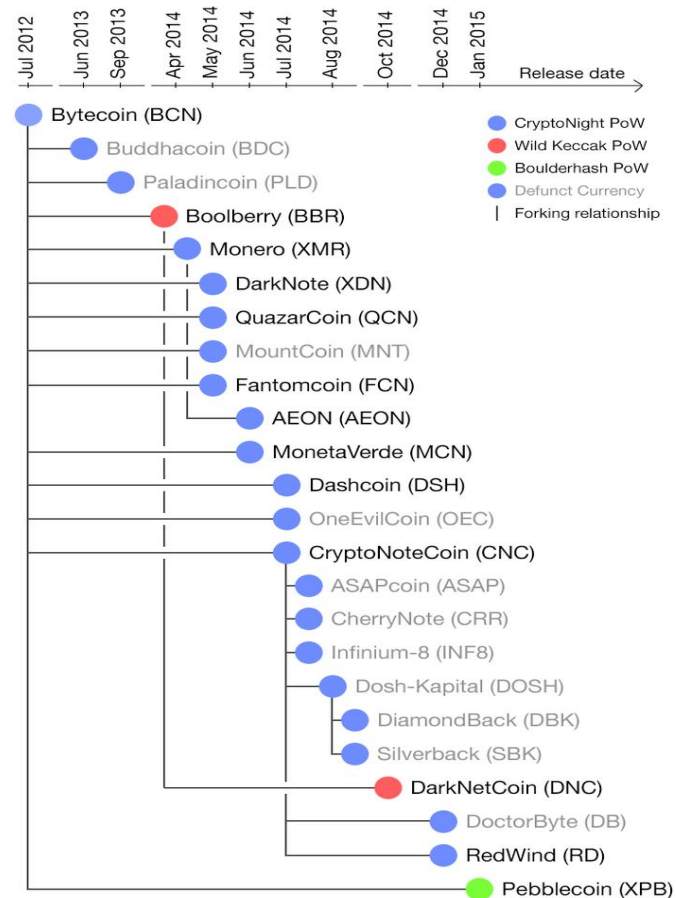 Jul 2012
Jun 2013
Sep 2013
Apr 2014
May 2014
Jun 2014
Jul 2014
Aug 2014
Oct 2014
Dec 2014
Jan 2015
Release date
Bytecoin (BCN)
CryptoNight PoW
Wild Keccak PoW
Boulderhash PoW
Defunct Currency
Forking relationship
Buddhacoin (BDC)
Paladincoin (PLD)
Boolberry (BBR)
Monero (XMR)
DarkNote (XDN)
QuazarCoin (QCN)
MountCoin (MNT)
Fantomcoin (FCN)
AEON (AEON)
MonetaVerde (MCN)
Dashcoin (DSH)
OneEvilCoin (OEC)
CryptoNoteCoin (CNC)
ASAPcoin (ASAP)
CherryNote (CRR)
Infinium-8 (INF8)
Dosh-Kapital (DOSH)
DiamondBack (DBK)
Silverback (SBK)
DarkNetCoin (DNC)
DoctorByte (DB)
RedWind (RD)
Pebblecoin (XPB)